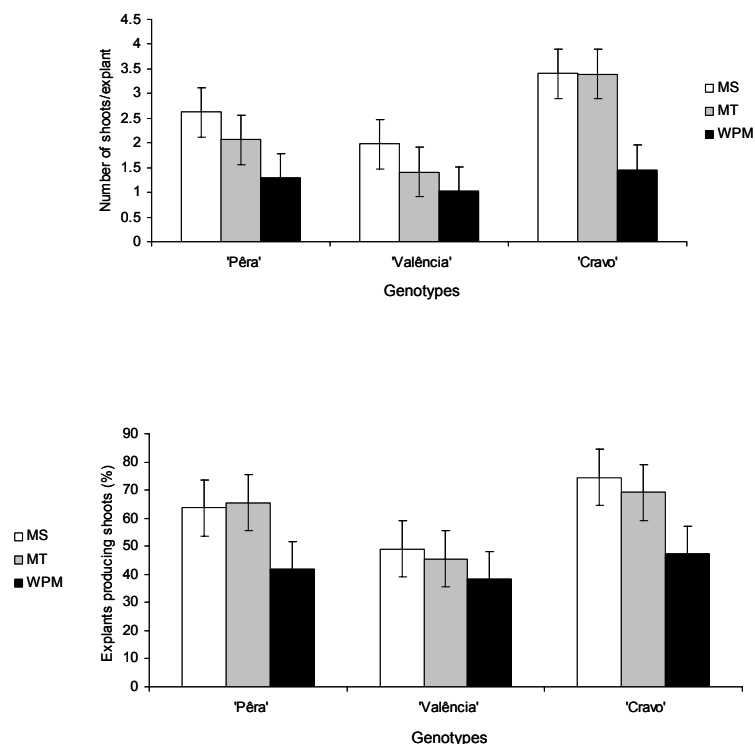 Number of shoots/explant
4.5
4
3.5
3
2.5
2
1.5
1
0.5
0
'Pêra' 'Valência' 'Cravo'
Genotypes
MS
MT
WPM
Explants producing shoots (%)
90
80
70
60
50
40
30
20
10
0
'Pêra' 'Valência' 'Cravo'
Genotypes
MS
MT
WPM